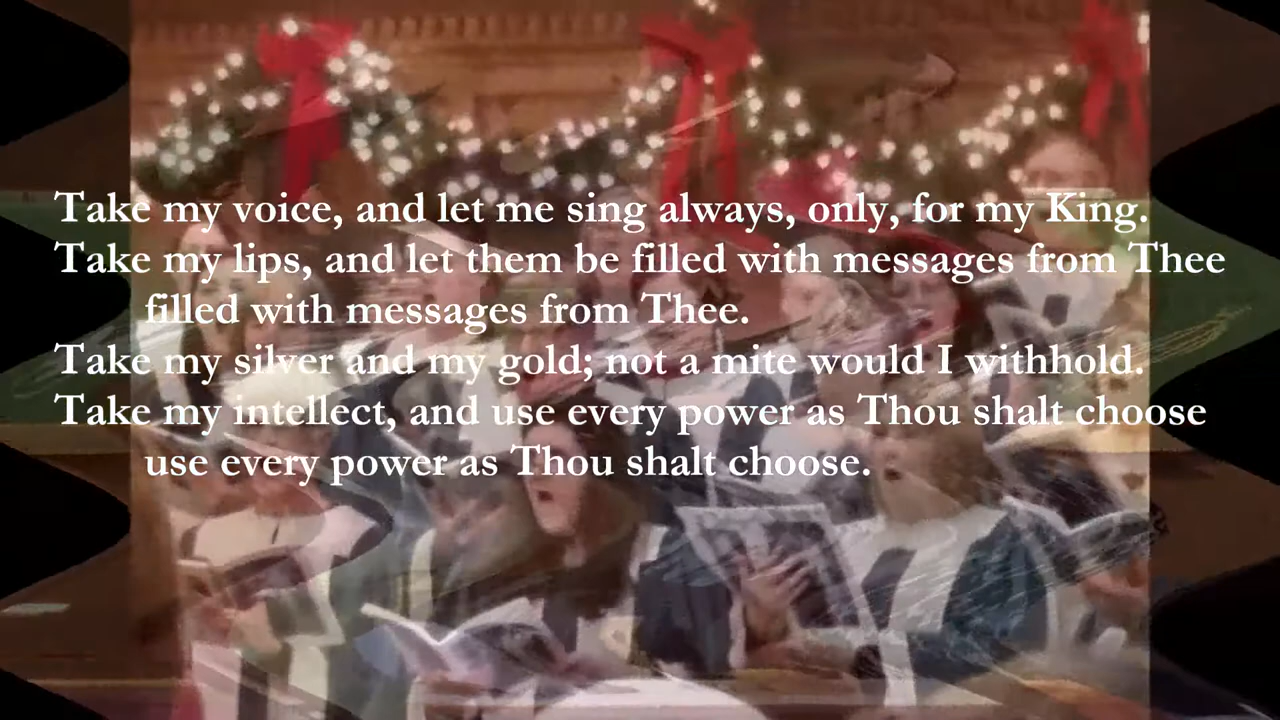 Take my voice, and let me sing always, only, for my King.
Take my lips, and let them be filled with messages from Thee
filled with messages from Thee.
Take my silver and my gold; not a mite would I withhold.
Take my intellect, and use every power as Thou shalt choose
use every power as Thou shalt choose.